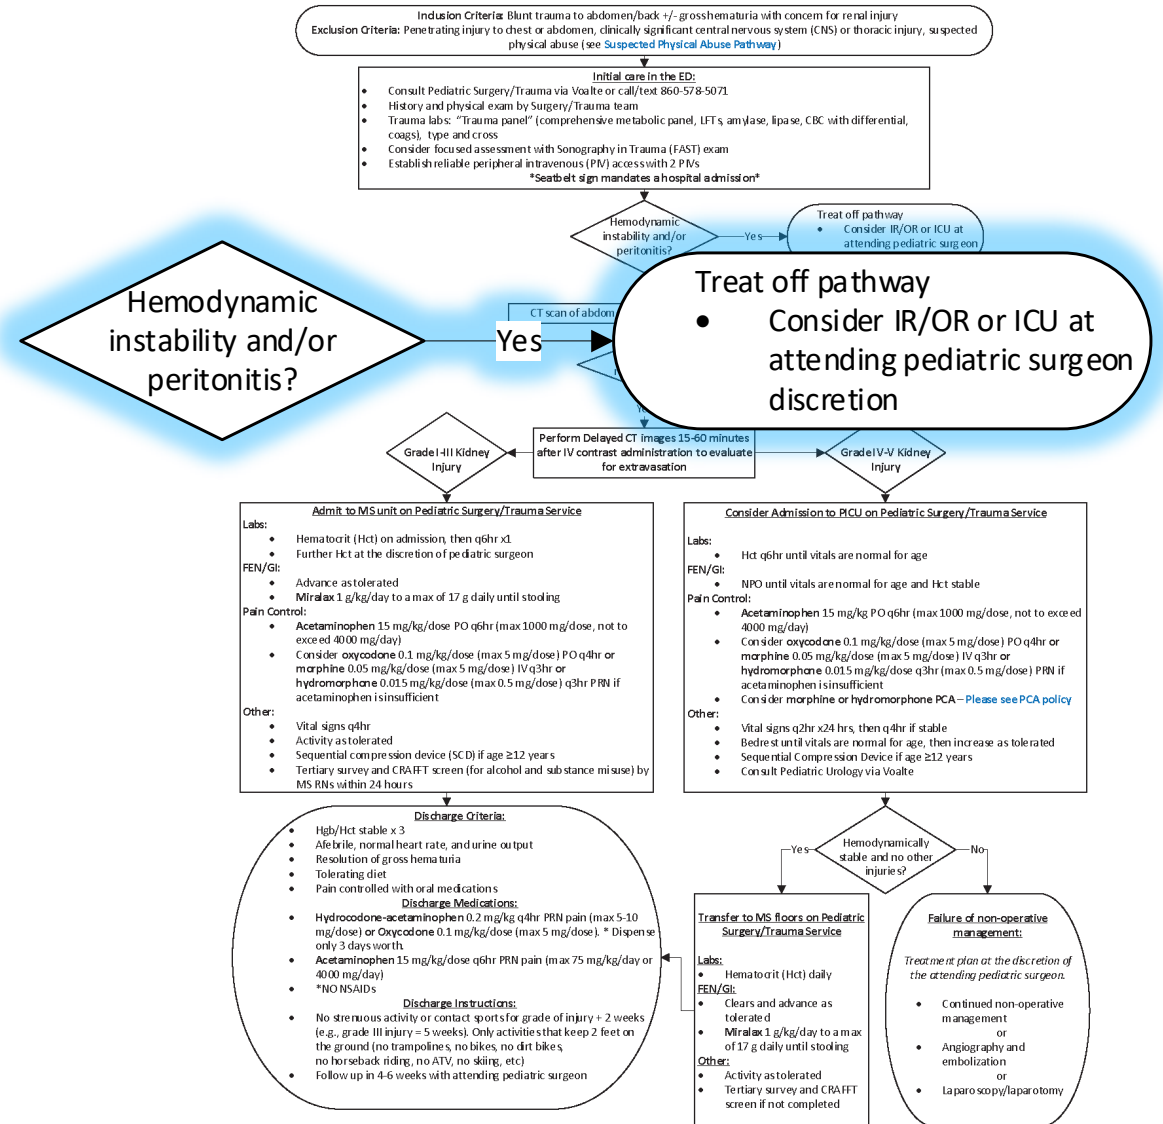 Inclusion Criteria: Blunt trauma to abdomen/back +/- gross hematuria with concern for renal injury
Exclusion Criteria: Penetrating injury to chest or abdomen, clinically significant central nervous system (CNS) or thoracic injury, suspected
physical abuse (see Suspected Physical Abuse Pathway)
Initial care in the ED:
• Consult Pediatric Surgery/Trauma via Voalte or call/text 860-578-5071
• History and physical exam by Surgery/Trauma team
• Trauma labs: "Trauma panel" (comprehensive metabolic panel, LFTs, amylase, lipase, CBC with differential,
coags), type and cross
• Consider focused assessment with Sonography in Trauma (FAST) exam
• Establish reliable peripheral intravenous (PIV) access with 2 PIVs
*Seatbelt sign mandates a hospital admission*
Hemodynamic
instability and/or
peritonitis?
Yes
Treat off pathway
• Consider IR/OR or ICU at
attending pediatric surgeon
Hemodynamic
instability and/or
peritonitis?
Yes
Treat off pathway
• Consider IR/OR or ICU at
attending pediatric surgeon
discretion
CT scan of abdom
Perform Delayed CT images 15-60 minutes
after IV contrast administration to evaluate
for extravasation
Grade I-III Kidney
Injury
Grade IV-V Kidney
Injury
Admit to MS unit on Pediatric Surgery/Trauma Service
Labs:
• Hematocrit (Hct) on admission, then q6hr x1
• Further Hct at the discretion of pediatric surgeon
FEN/GI:
• Advance as tolerated
• Miralax 1 g/kg/day to a max of 17 g daily until stooling
Pain Control:
• Acetaminophen 15 mg/kg/dose PO q6hr (max 1000 mg/dose, not to
exceed 4000 mg/day)
• Consider oxycodone 0.1 mg/kg/dose (max 5 mg/dose) PO q4hr or
morphine 0.05 mg/kg/dose (max 5 mg/dose) IV q3hr or
hydromorphone 0.015 mg/kg/dose (max 0.5 mg/dose) q3hr PRN if
acetaminophen is insufficient
Other:
• Vital signs q4hr
• Activity as tolerated
• Sequential compression device (SCD) if age ≥12 years
• Tertiary survey and CRAFFT screen (for alcohol and substance misuse) by
MS RNs within 24 hours
Consider Admission to PICU on Pediatric Surgery/Trauma Service
Labs:
• Hct q6hr until vitals are normal for age
FEN/GI:
• NPO until vitals are normal for age and Hct stable
Pain Control:
• Acetaminophen 15 mg/kg PO q6hr (max 1000 mg/dose, not to exceed
4000 mg/day)
• Consider oxycodone 0.1 mg/kg/dose (max 5 mg/dose) PO q4hr or
morphine 0.05 mg/kg/dose (max 5 mg/dose) IV q3hr or
hydromorphone 0.015 mg/kg/dose q3hr (max 0.5 mg/dose) PRN if
acetaminophen is insufficient
• Consider morphine or hydromorphone PCA – Please see PCA policy
Other:
• Vital signs q2hr x24 hrs, then q4hr if stable
• Bedrest until vitals are normal for age, then increase as tolerated
• Sequential Compression Device if age ≥12 years
• Consult Pediatric Urology via Voalte
Discharge Criteria:
• Hgb/Hct stable x 3
• Afebrile, normal heart rate, and urine output
• Resolution of gross hematuria
• Tolerating diet
• Pain controlled with oral medications
Discharge Medications:
• Hydrocodone-acetaminophen 0.2 mg/kg q4hr PRN pain (max 5-10
mg/dose) or Oxycodone 0.1 mg/kg/dose (max 5 mg/dose). * Dispense
only 3 days worth.
• Acetaminophen 15 mg/kg/dose q6hr PRN pain (max 75 mg/kg/day or
4000 mg/day)
• *NO NSAIDs
Discharge Instructions:
• No strenuous activity or contact sports for grade of injury + 2 weeks
(e.g., grade III injury = 5 weeks). Only activities that keep 2 feet on
the ground (no trampolines, no bikes, no dirt bikes,
no horseback riding, no ATV, no skiing, etc)
• Follow up in 4-6 weeks with attending pediatric surgeon
Hemodynamically
stable and no other
injuries?
Yes
No
Transfer to MS floors on Pediatric
Surgery/Trauma Service
Labs:
• Hematocrit (Hct) daily
FEN/GI:
• Clears and advance as
tolerated
• Miralax 1 g/kg/day to a max
of 17 g daily until stooling
Other:
• Activity as tolerated
• Tertiary survey and CRAFFT
screen if not completed
Failure of non-operative
management:
Treatment plan at the discretion of
the attending pediatric surgeon.
• Continued non-operative
management
or
• Angiography and
embolization
or
• Laparoscopy/laparotomy